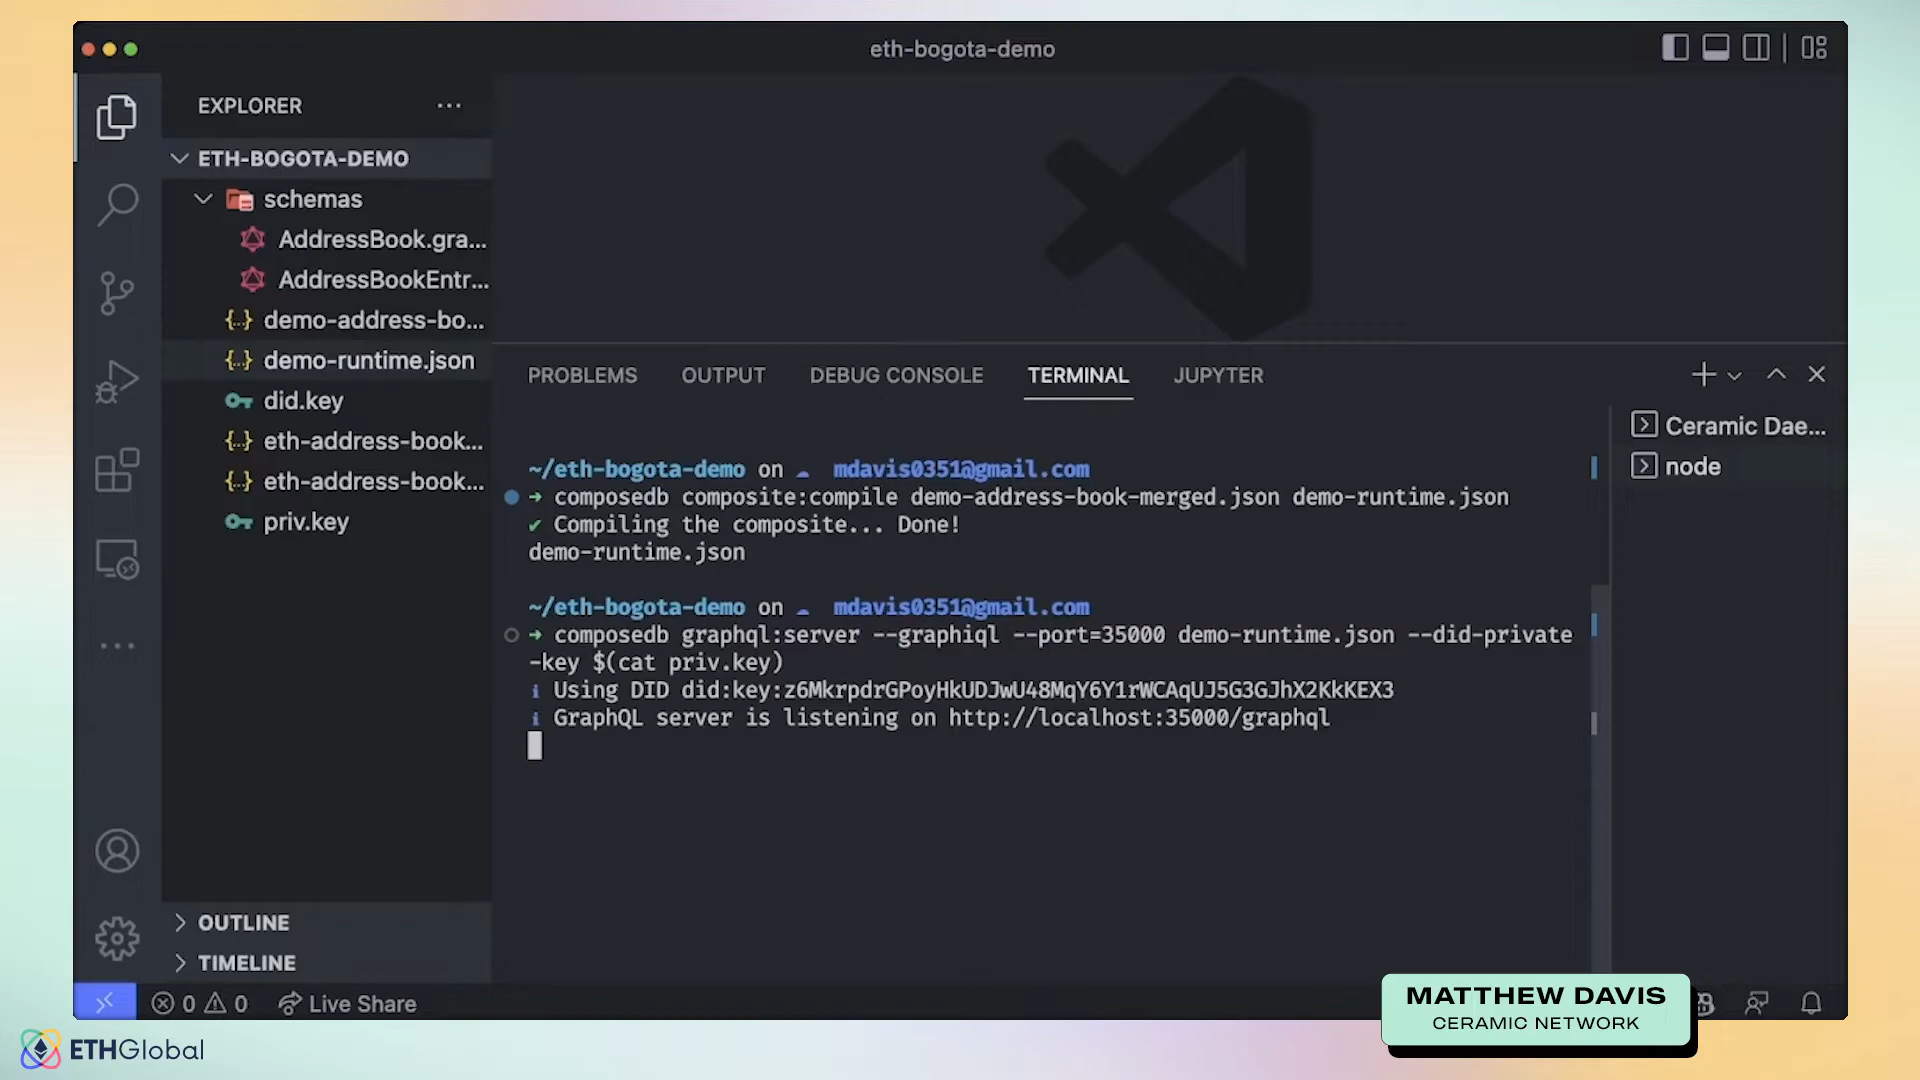 eth-bogota-demo
EXPLORER
ETH-BOGOTA-DEMO
schemas
AddressBook.gra...
AddressBookEntr...
demo-address-bo...
demo-runtime.json
did.key
eth-address-book...
eth-address-book...
priv.key
OUTLINE
TIMELINE
PROBLEMS OUTPUT DEBUG CONSOLE TERMINAL JUPYTER
~/eth-bogota-demo on mdavis0351@gmail.com
➜ composedb composite:compile demo-address-book-merged.json demo-runtime.json
✔ Compiling the composite... Done!
demo-runtime.json
~/eth-bogota-demo on mdavis0351@gmail.com
➜ composedb graphql:server --graphiql --port=35000 demo-runtime.json --did-private
-key $(cat priv.key)
ℹ Using DID did:key:z6MkrpdrGPoyHkUDJwU48MqY6Y1rWCAqUJ5G3GJhX2KkKEX3
ℹ GraphQL server is listening on http://localhost:35000/graphql
Ceramic Dae...
node
0 0 Live Share
MATTHEW DAVIS
CERAMIC NETWORK
ETHGlobal